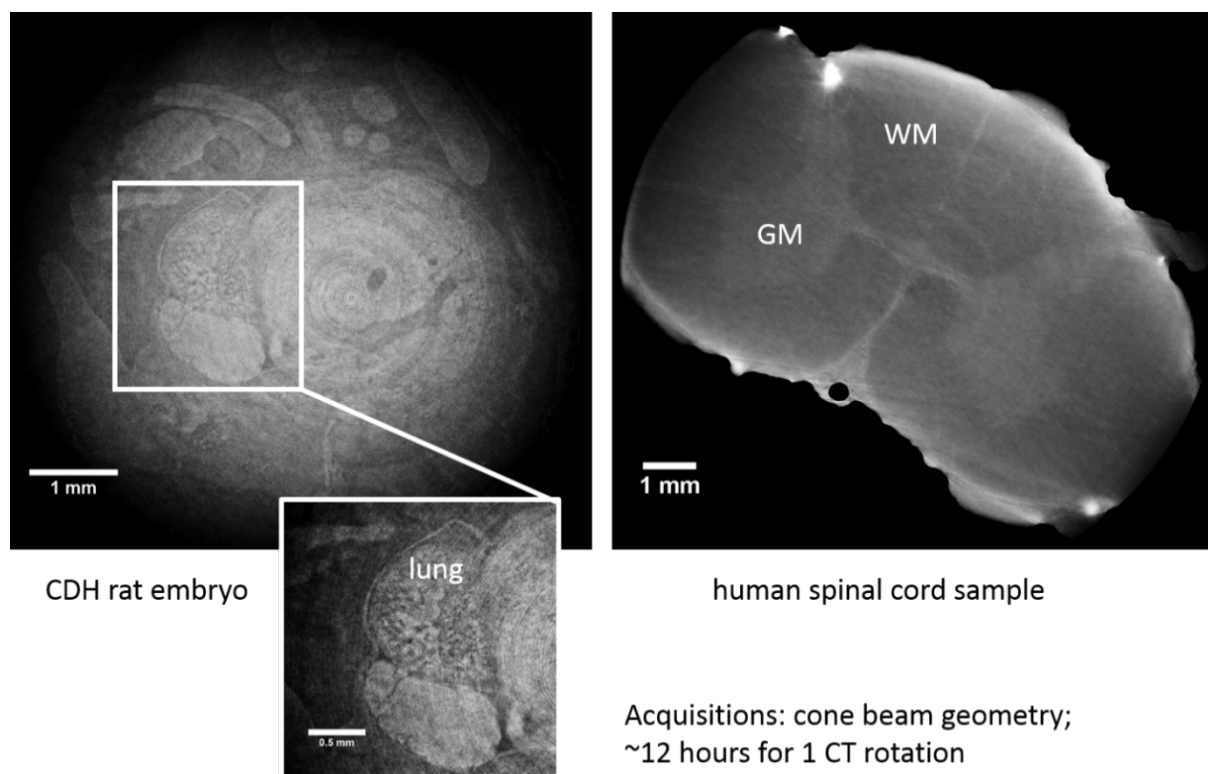 WM
GM
1 mm
1 mm
lung
CDH rat embryo
human spinal cord sample
0.5 mm
Acquisitions: cone beam geometry;
~12 hours for 1 CT rotation